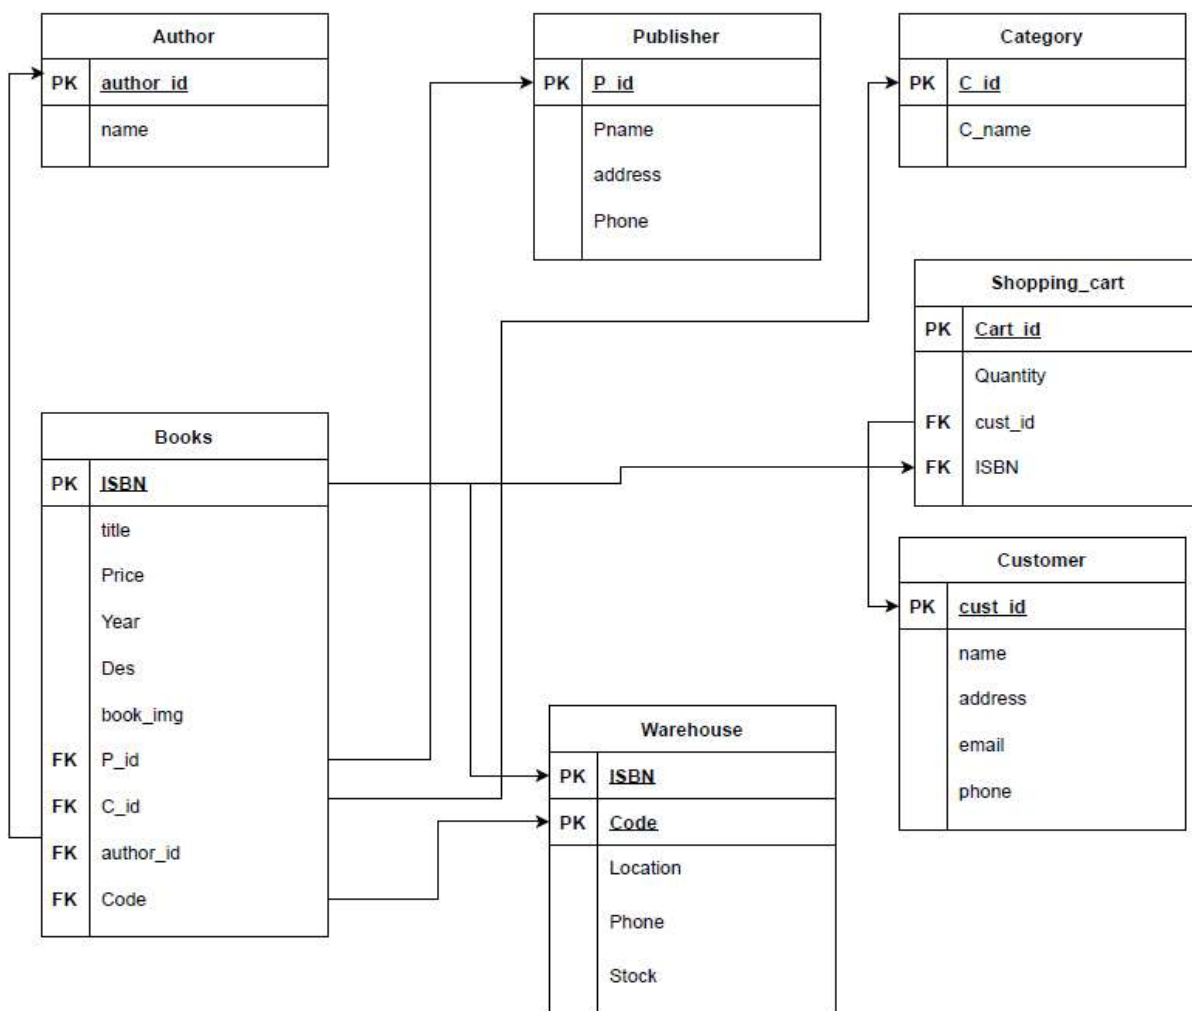 Author
PK author_id
name
Publisher
PK P_id
Pname
address
Phone
Category
PK C_id
C_name
Shopping_cart
PK Cart_id
Quantity
FK cust_id
FK ISBN
Books
PK ISBN
title
Price
Year
Des
book_img
FK P_id
FK C_id
FK author_id
FK Code
Customer
PK cust_id
name
address
email
phone
Warehouse
PK ISBN
PK Code
Location
Phone
Stock